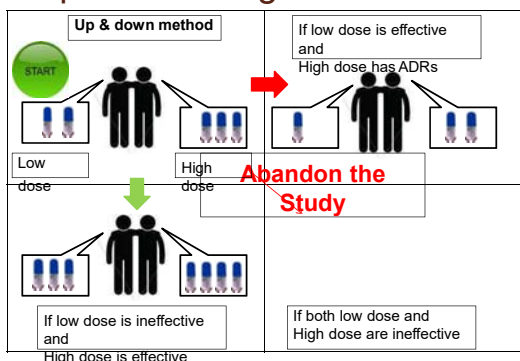 Up & down method
START
Low
dose
High
dose
If low dose is effective
and
High dose has ADRs
Abandon the
Study
If low dose is ineffective
and
High dose is effective
If both low dose and
High dose are ineffective